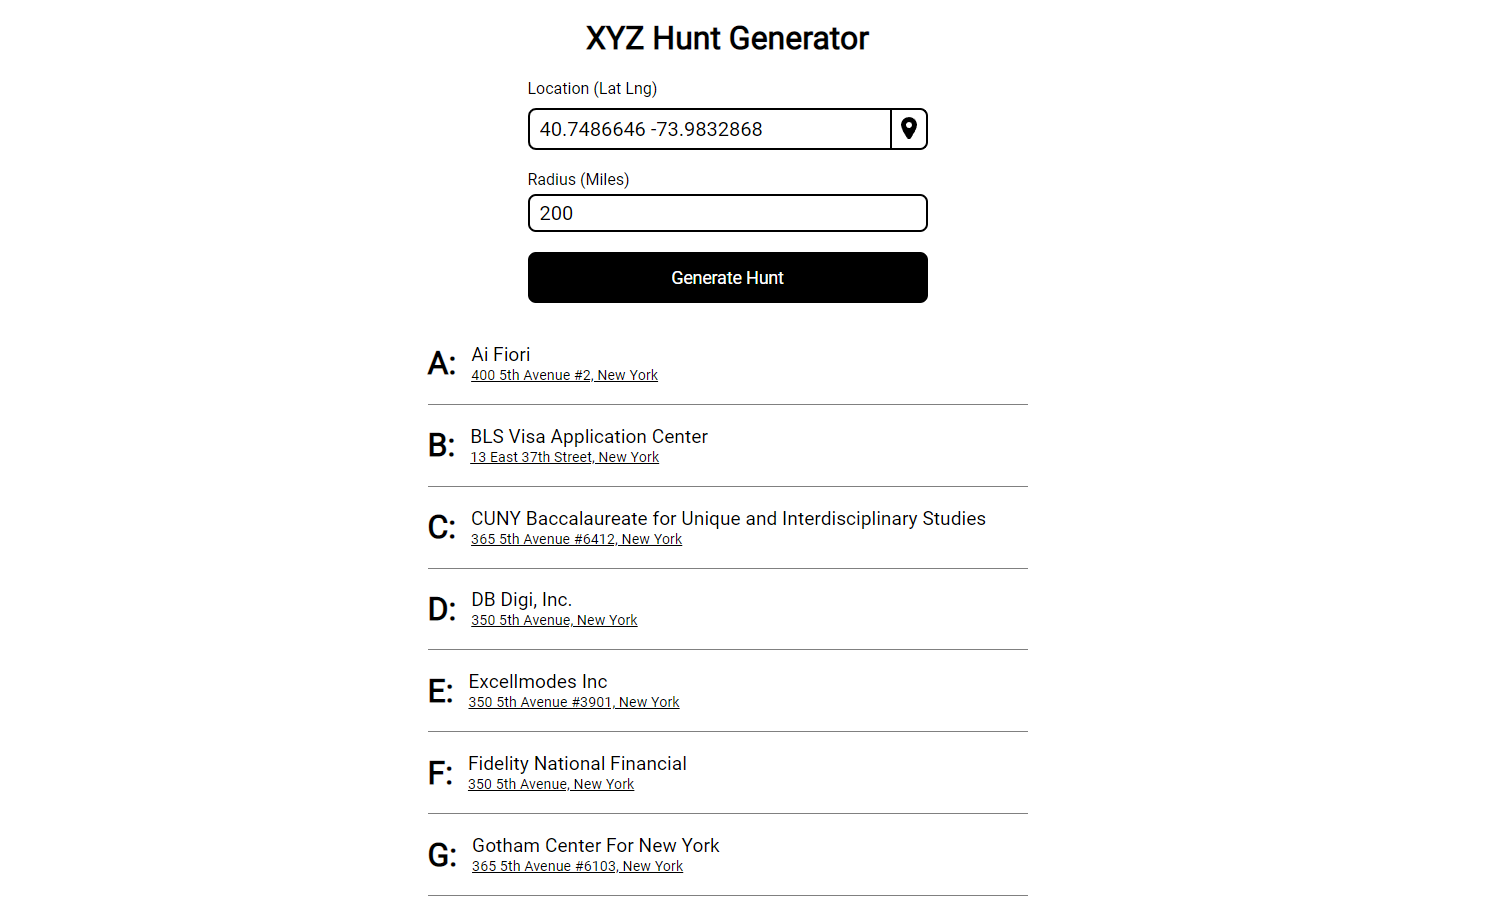 XYZ Hunt Generator
Location (Lat Lng)
40.7486646 -73.9832868
Radius (Miles)
200
Generate Hunt
A: Ai Fiori
400 5th Avenue #2, New York
B: BLS Visa Application Center
13 East 37th Street, New York
C: CUNY Baccalaureate for Unique and Interdisciplinary Studies
365 5th Avenue #6412, New York
D: DB Digi, Inc.
350 5th Avenue, New York
E: Excellmodes Inc
350 5th Avenue #3901, New York
F: Fidelity National Financial
350 5th Avenue, New York
G: Gotham Center For New York
365 5th Avenue #6103, New York